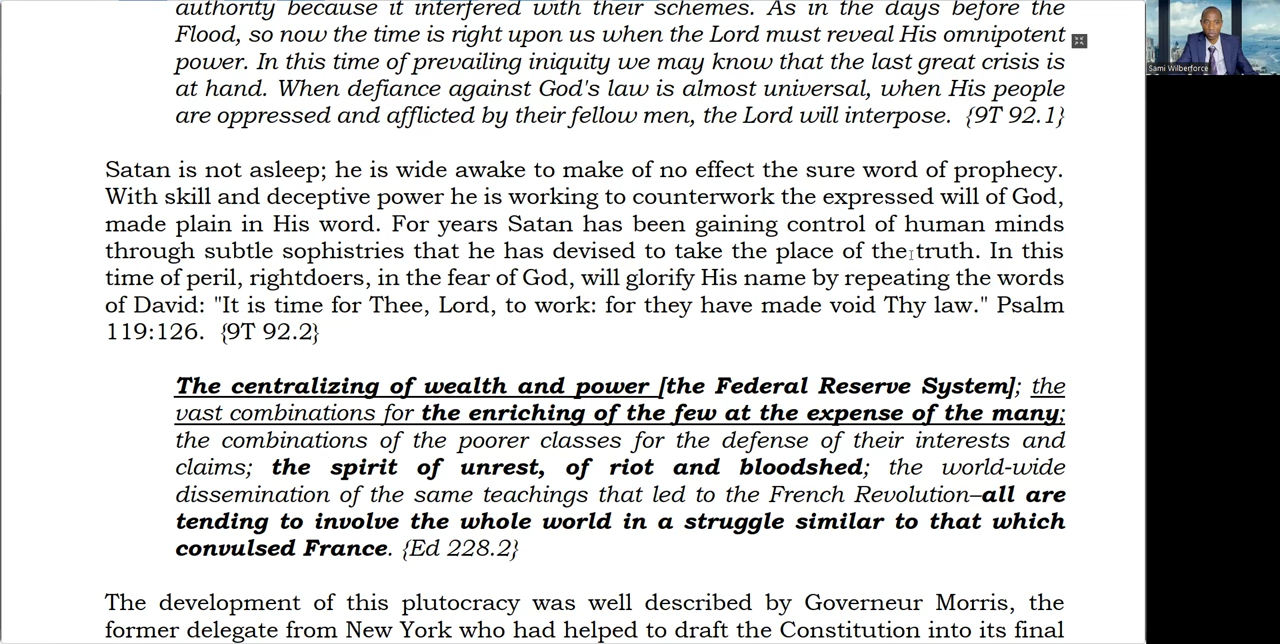 authority because it interfered with their schemes. As in the days before the
Flood, so now the time is right upon us when the Lord must reveal His omnipotent
power. In this time of prevailing iniquity we may know that the last great crisis is
at hand. When defiance against God's law is almost universal, when His people
are oppressed and afflicted by their fellow men, the Lord will interpose. {9T 92.1}
Satan is not asleep; he is wide awake to make of no effect the sure word of prophecy.
With skill and deceptive power he is working to counterwork the expressed will of God,
made plain in His word. For years Satan has been gaining control of human minds
through subtle sophistries that he has devised to take the place of the truth. In this
time of peril, rightdoers, in the fear of God, will glorify His name by repeating the words
of David: "It is time for Thee, Lord, to work: for they have made void Thy law." Psalm
119:126. {9T 92.2}
The centralizing of wealth and power [the Federal Reserve System]; the
vast combinations for the enriching of the few at the expense of the many;
the combinations of the poorer classes for the defense of their interests and
claims; the spirit of unrest, of riot and bloodshed; the world-wide
dissemination of the same teachings that led to the French Revolution–all are
tending to involve the whole world in a struggle similar to that which
convulsed France. {Ed 228.2}
The development of this plutocracy was well described by Governeur Morris, the
former delegate from New York who had helped to draft the Constitution into its final
Sami Wilberforce